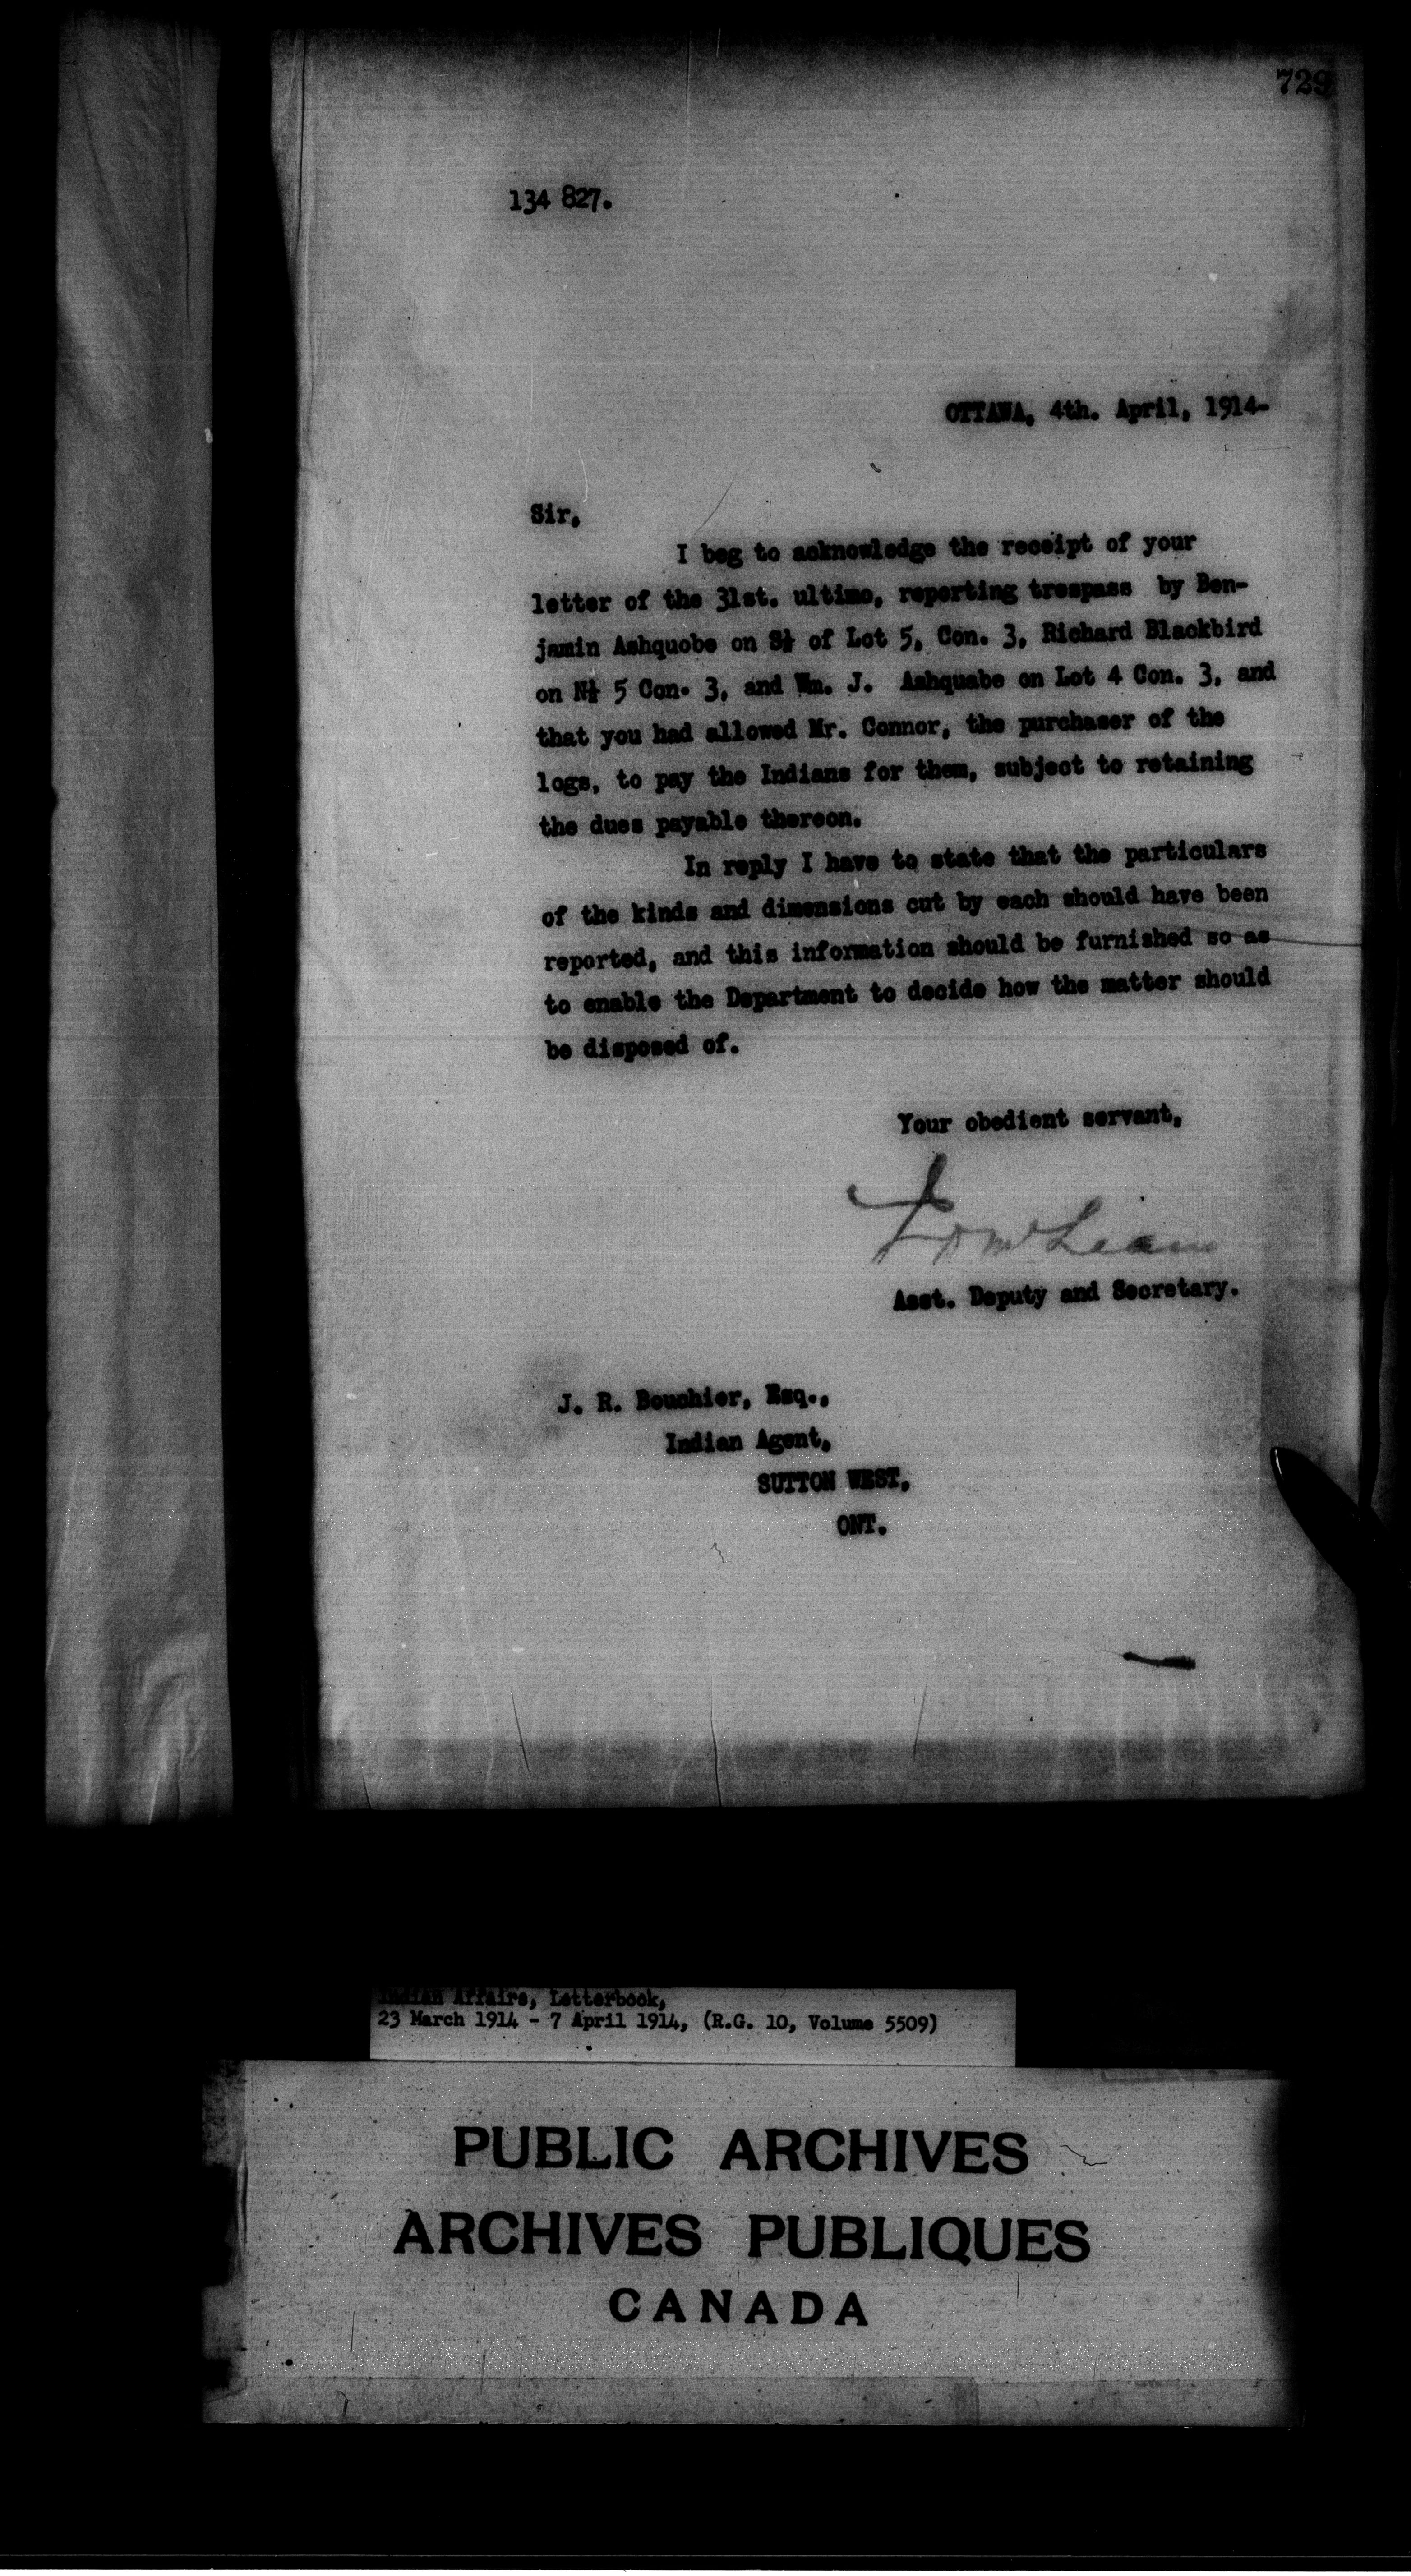 729
134 827.
OTTAWA, 4th. April, 1914-
Sir,
I beg to acknowledge the receipt of your
letter of the 31st. ultimo, reporting trespass by Ben-
jamin Ashquobe on S½ of Lot 5, Con. 3, Richard Blackbird
on N½ 5 Con. 3, and Wm. J. Ashquabe on Lot 4 Con. 3, and
that you had allowed Mr. Connor, the purchaser of the
logs, to pay the Indians for them, subject to retaining
the dues payable thereon.
In reply I have to state that the particulars
of the kinds and dimensions cut by each should have been
reported, and this information should be furnished so as
to enable the Department to decide how the matter should
be disposed of.
Your obedient servant,
Asst. Deputy and Secretary.
J. R. Bouchier, Esq.,
Indian Agent,
SUTTON WEST,
ONT.
Indian Affairs, Letterbook,
23 March 1914 - 7 April 1914, (R.G. 10, Volume 5509)
PUBLIC ARCHIVES
ARCHIVES PUBLIQUES
CANADA